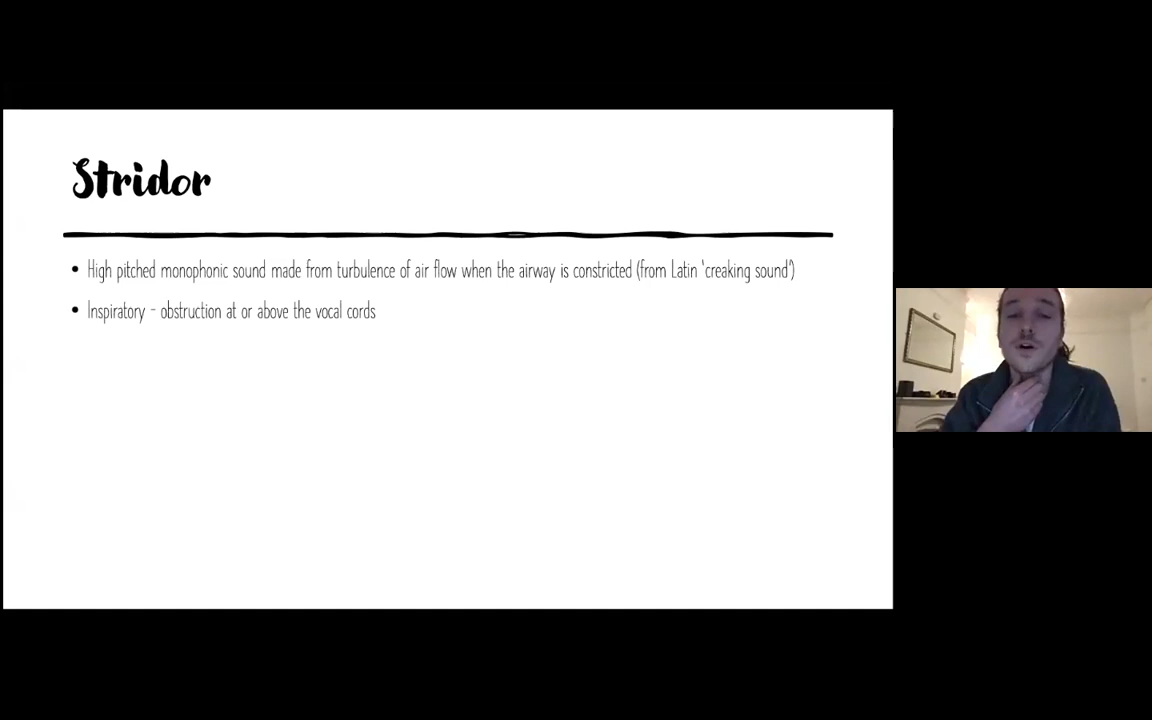 Stridor
• High pitched monophonic sound made from turbulence of air flow when the airway is constricted (from Latin 'creaking sound')
• Inspiratory - obstruction at or above the vocal cords